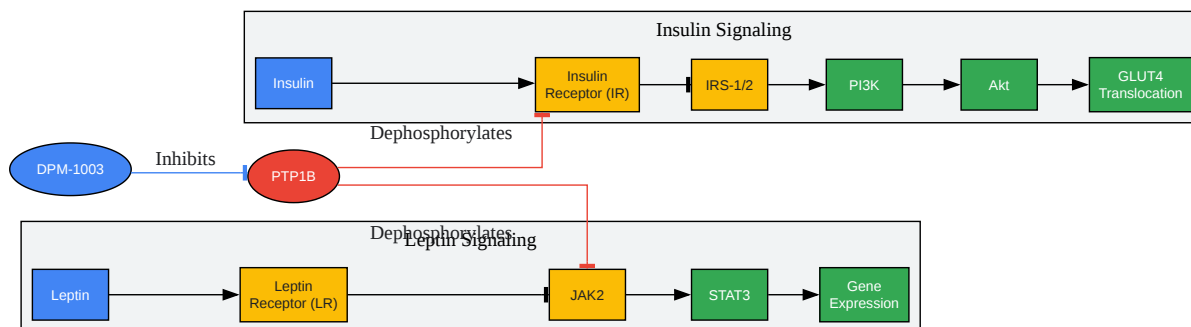 Insulin Signaling
Insulin
Insulin
Receptor (IR)
IRS-1/2
PI3K
Akt
GLUT4
Translocation
Dephosphorylates
DPM-1003
Inhibits
PTP1B
Dephosphorylates
Leptin Signaling
Leptin
Leptin
Receptor (LR)
JAK2
STAT3
Gene
Expression